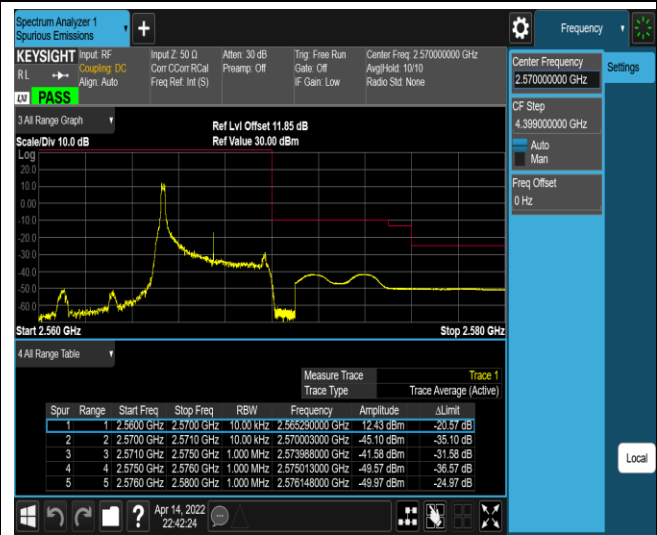 Spectrum Analyzer 1
Spurious Emissions
Frequency
KEYSIGHT Input: RF Input Z: 50 Ω Atten: 30 dB Trig: Free Run Center Freq: 2.570000000 GHz
RL Coupling: DC Corr CCorr RCal Preamp: Off Gate: Off Avg|Hold: 10/10
Align: Auto Freq Ref: Int (S) IF Gain: Low Radio Std: None
LXI PASS
Center Frequency
2.570000000 GHz
Settings
CF Step
4.399000000 GHz
Auto
Man
Freq Offset
0 Hz
3 All Range Graph
Ref Lvl Offset 11.85 dB
Scale/Div 10.0 dB Ref Value 30.00 dBm
Log
20.0
10.0
0.00
-10.0
-20.0
-30.0
-40.0
-50.0
-60.0
Start 2.560 GHz Stop 2.580 GHz
4 All Range Table
Measure Trace Trace 1
Trace Type Trace Average (Active)
Spur Range Start Freq Stop Freq RBW Frequency Amplitude ΔLimit
1 1 2.5600 GHz 2.5700 GHz 10.00 kHz 2.565290000 GHz 12.43 dBm -20.57 dB
2 2 2.5700 GHz 2.5710 GHz 10.00 kHz 2.570003000 GHz -45.10 dBm -35.10 dB
3 3 2.5710 GHz 2.5750 GHz 1.000 MHz 2.573988000 GHz -41.58 dBm -31.58 dB
4 4 2.5750 GHz 2.5760 GHz 1.000 MHz 2.575013000 GHz -49.57 dBm -36.57 dB
5 5 2.5760 GHz 2.5800 GHz 1.000 MHz 2.576148000 GHz -49.97 dBm -24.97 dB
Local
Apr 14, 2022
22:42:24